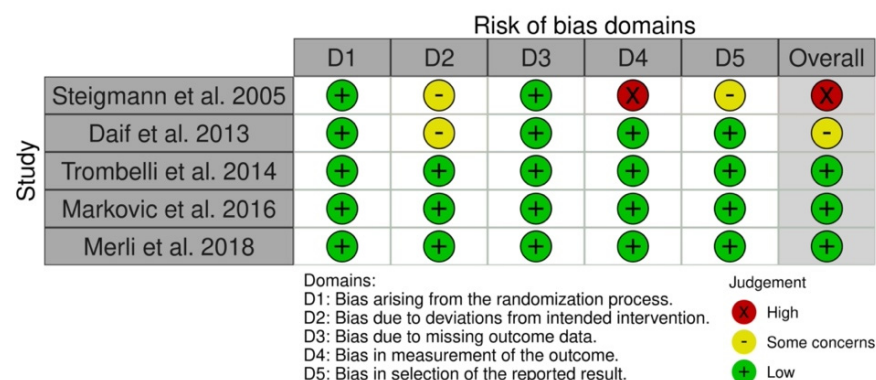 Risk of bias domains
D1 D2 D3 D4 D5 Overall
Study
Steigmann et al. 2005 + - + X - X
Daif et al. 2013 + - + + + -
Trombelli et al. 2014 + + + + + +
Markovic et al. 2016 + + + + + +
Merli et al. 2018 + + + + + +
Domains:
D1: Bias arising from the randomization process.
D2: Bias due to deviations from intended intervention.
D3: Bias due to missing outcome data.
D4: Bias in measurement of the outcome.
D5: Bias in selection of the reported result.
Judgement
X High
- Some concerns
+ Low